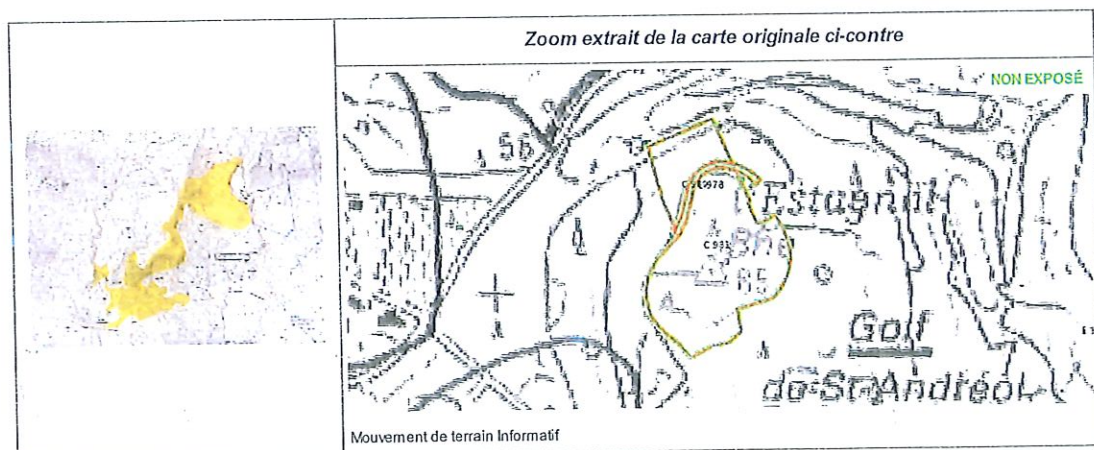 Zoom extrait de la carte originale ci-contre
NON EXPOSÉ
56
Estagnol
65
Golf
de St Andréol
Mouvement de terrain Informatif